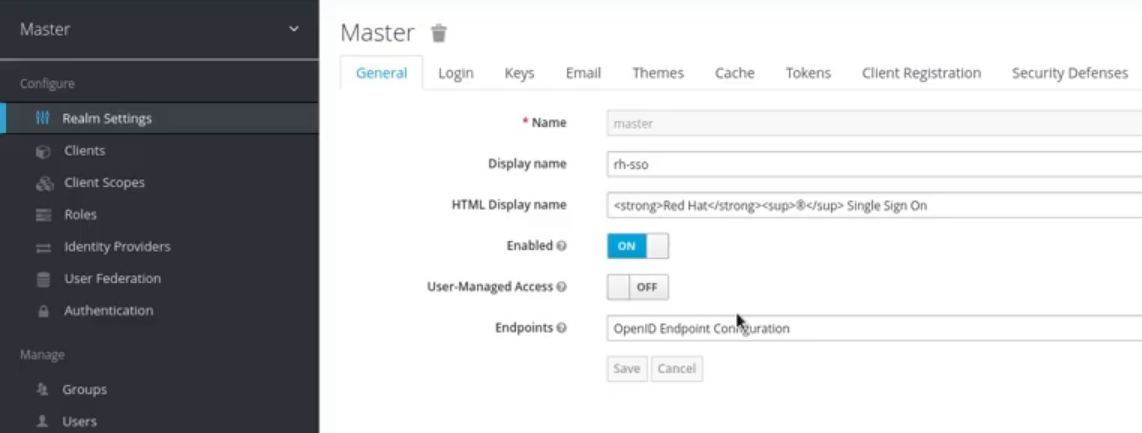 Master
Configure
Realm Settings
Clients
Client Scopes
Roles
Identity Providers
User Federation
Authentication
Manage
Groups
Users
Master
General Login Keys Email Themes Cache Tokens Client Registration Security Defenses
* Name master
Display name rh-sso
HTML Display name <strong>Red Hat</strong><sup>®</sup> Single Sign On
Enabled ON
User-Managed Access OFF
Endpoints OpenID Endpoint Configuration
Save Cancel